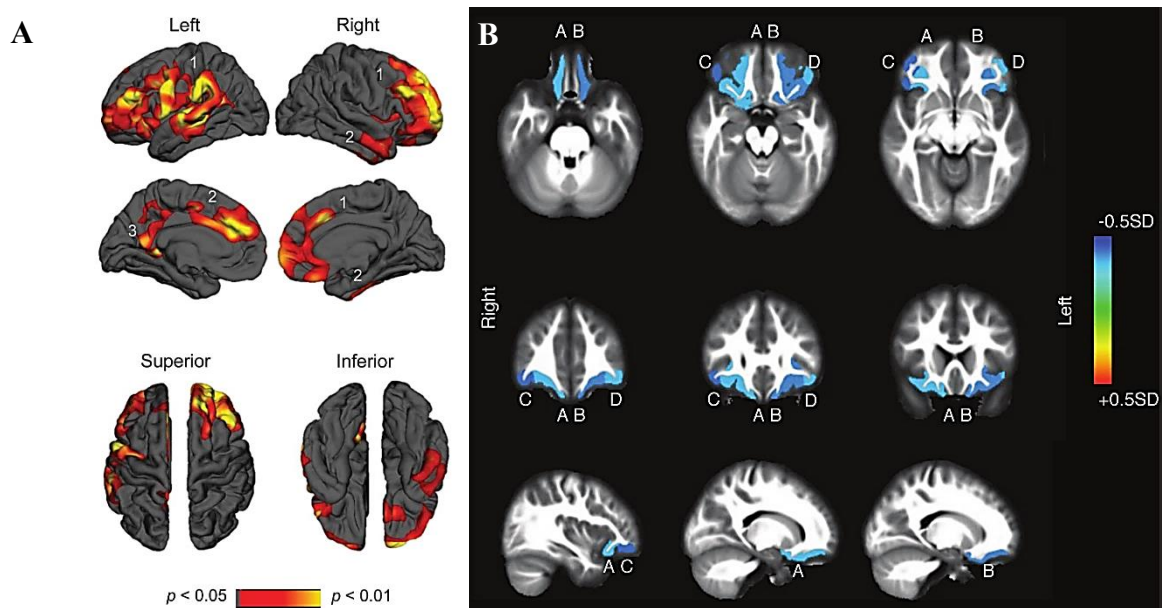 A
Left Right
1 1
2
2 1
3 2
Superior Inferior
p < 0.05 p < 0.01
B
A B A B A B
C D C D
Right
Left
-0.5SD
+0.5SD
C D C D
A B A B A B
A C A B